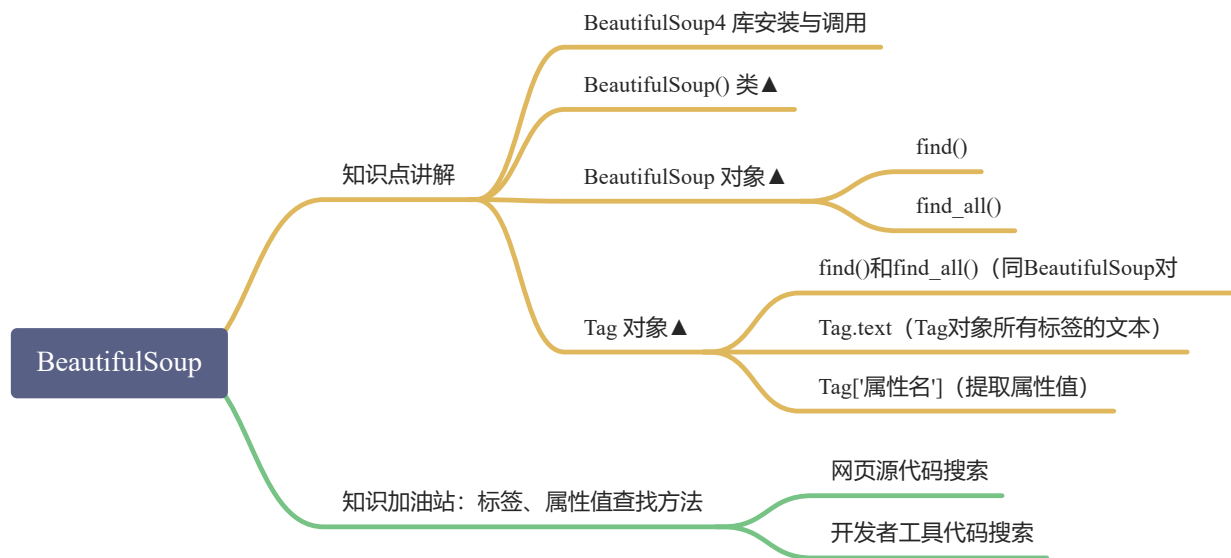 BeautifulSoup
知识点讲解
BeautifulSoup4 库安装与调用
BeautifulSoup() 类▲
BeautifulSoup 对象▲
find()
find_all()
Tag 对象▲
find()和find_all()（同BeautifulSoup对
Tag.text（Tag对象所有标签的文本）
Tag['属性名']（提取属性值）
知识加油站：标签、属性值查找方法
网页源代码搜索
开发者工具代码搜索